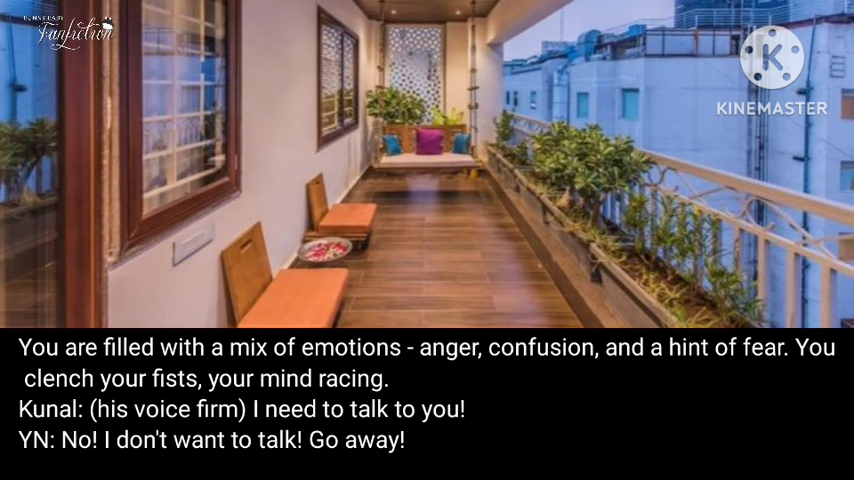 Fanfiction
KINEMASTER
You are filled with a mix of emotions - anger, confusion, and a hint of fear. You
clench your fists, your mind racing.
Kunal: (his voice firm) I need to talk to you!
YN: No! I don't want to talk! Go away!